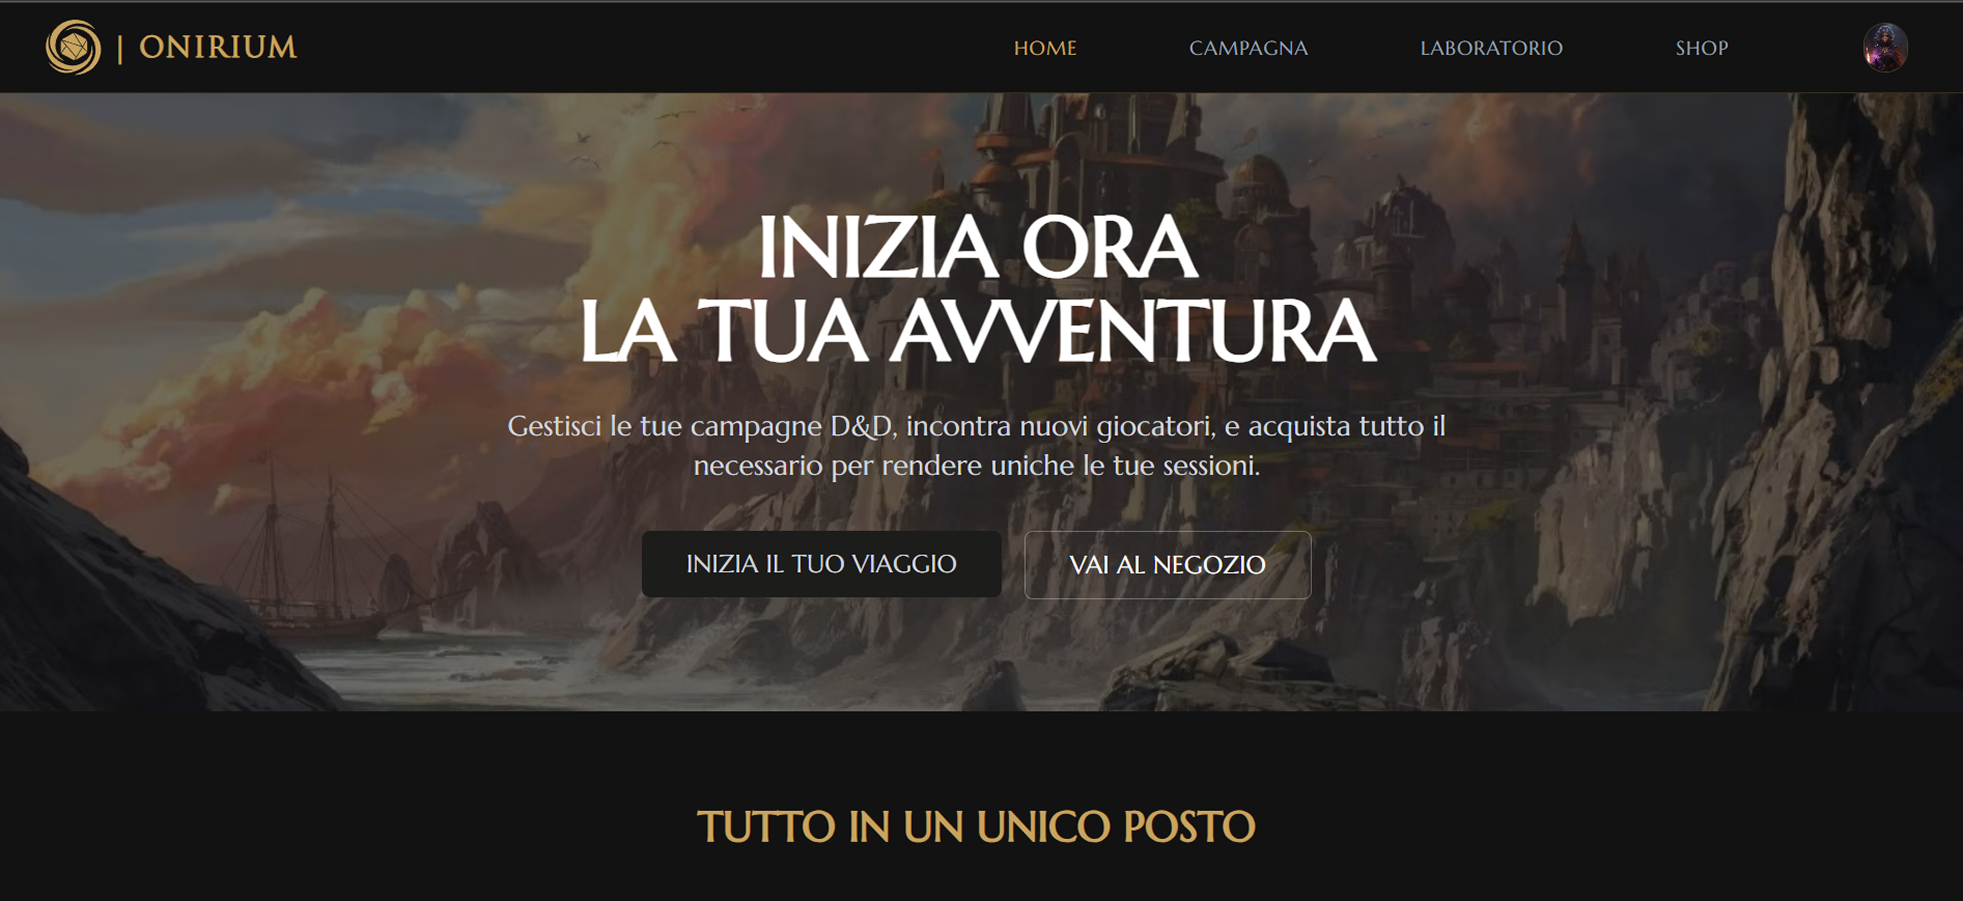 | ONIRIUM
HOME
CAMPAGNA
LABORATORIO
SHOP
INIZIA ORA
LA TUA AVVENTURA
Gestisci le tue campagne D&D, incontra nuovi giocatori, e acquista tutto il
necessario per rendere uniche le tue sessioni.
INIZIA IL TUO VIAGGIO
VAI AL NEGOZIO
TUTTO IN UN UNICO POSTO